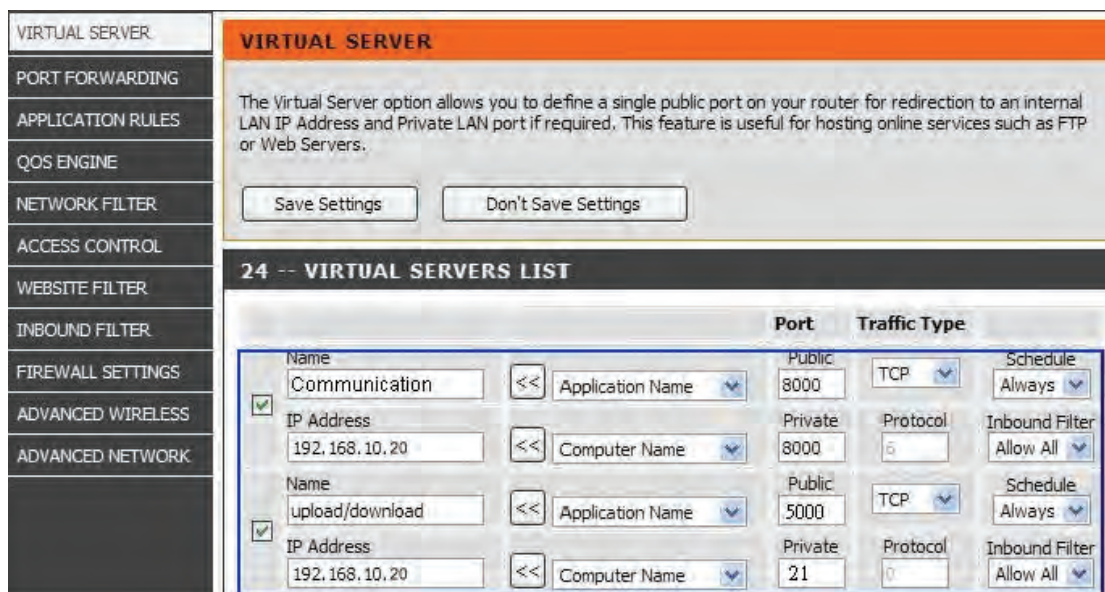 VIRTUAL SERVER
PORT FORWARDING
APPLICATION RULES
QOS ENGINE
NETWORK FILTER
ACCESS CONTROL
WEBSITE FILTER
INBOUND FILTER
FIREWALL SETTINGS
ADVANCED WIRELESS
ADVANCED NETWORK
VIRTUAL SERVER
The Virtual Server option allows you to define a single public port on your router for redirection to an internal
LAN IP Address and Private LAN port if required. This feature is useful for hosting online services such as FTP
or Web Servers.
Save Settings Don't Save Settings
24 -- VIRTUAL SERVERS LIST
Port Traffic Type
Name Public Schedule
Communication << Application Name 8000 TCP Always
IP Address Private Protocol Inbound Filter
192.168.10.20 << Computer Name 8000 6 Allow All
Name Public Schedule
upload/download << Application Name 5000 TCP Always
IP Address Private Protocol Inbound Filter
192.168.10.20 << Computer Name 21 0 Allow All